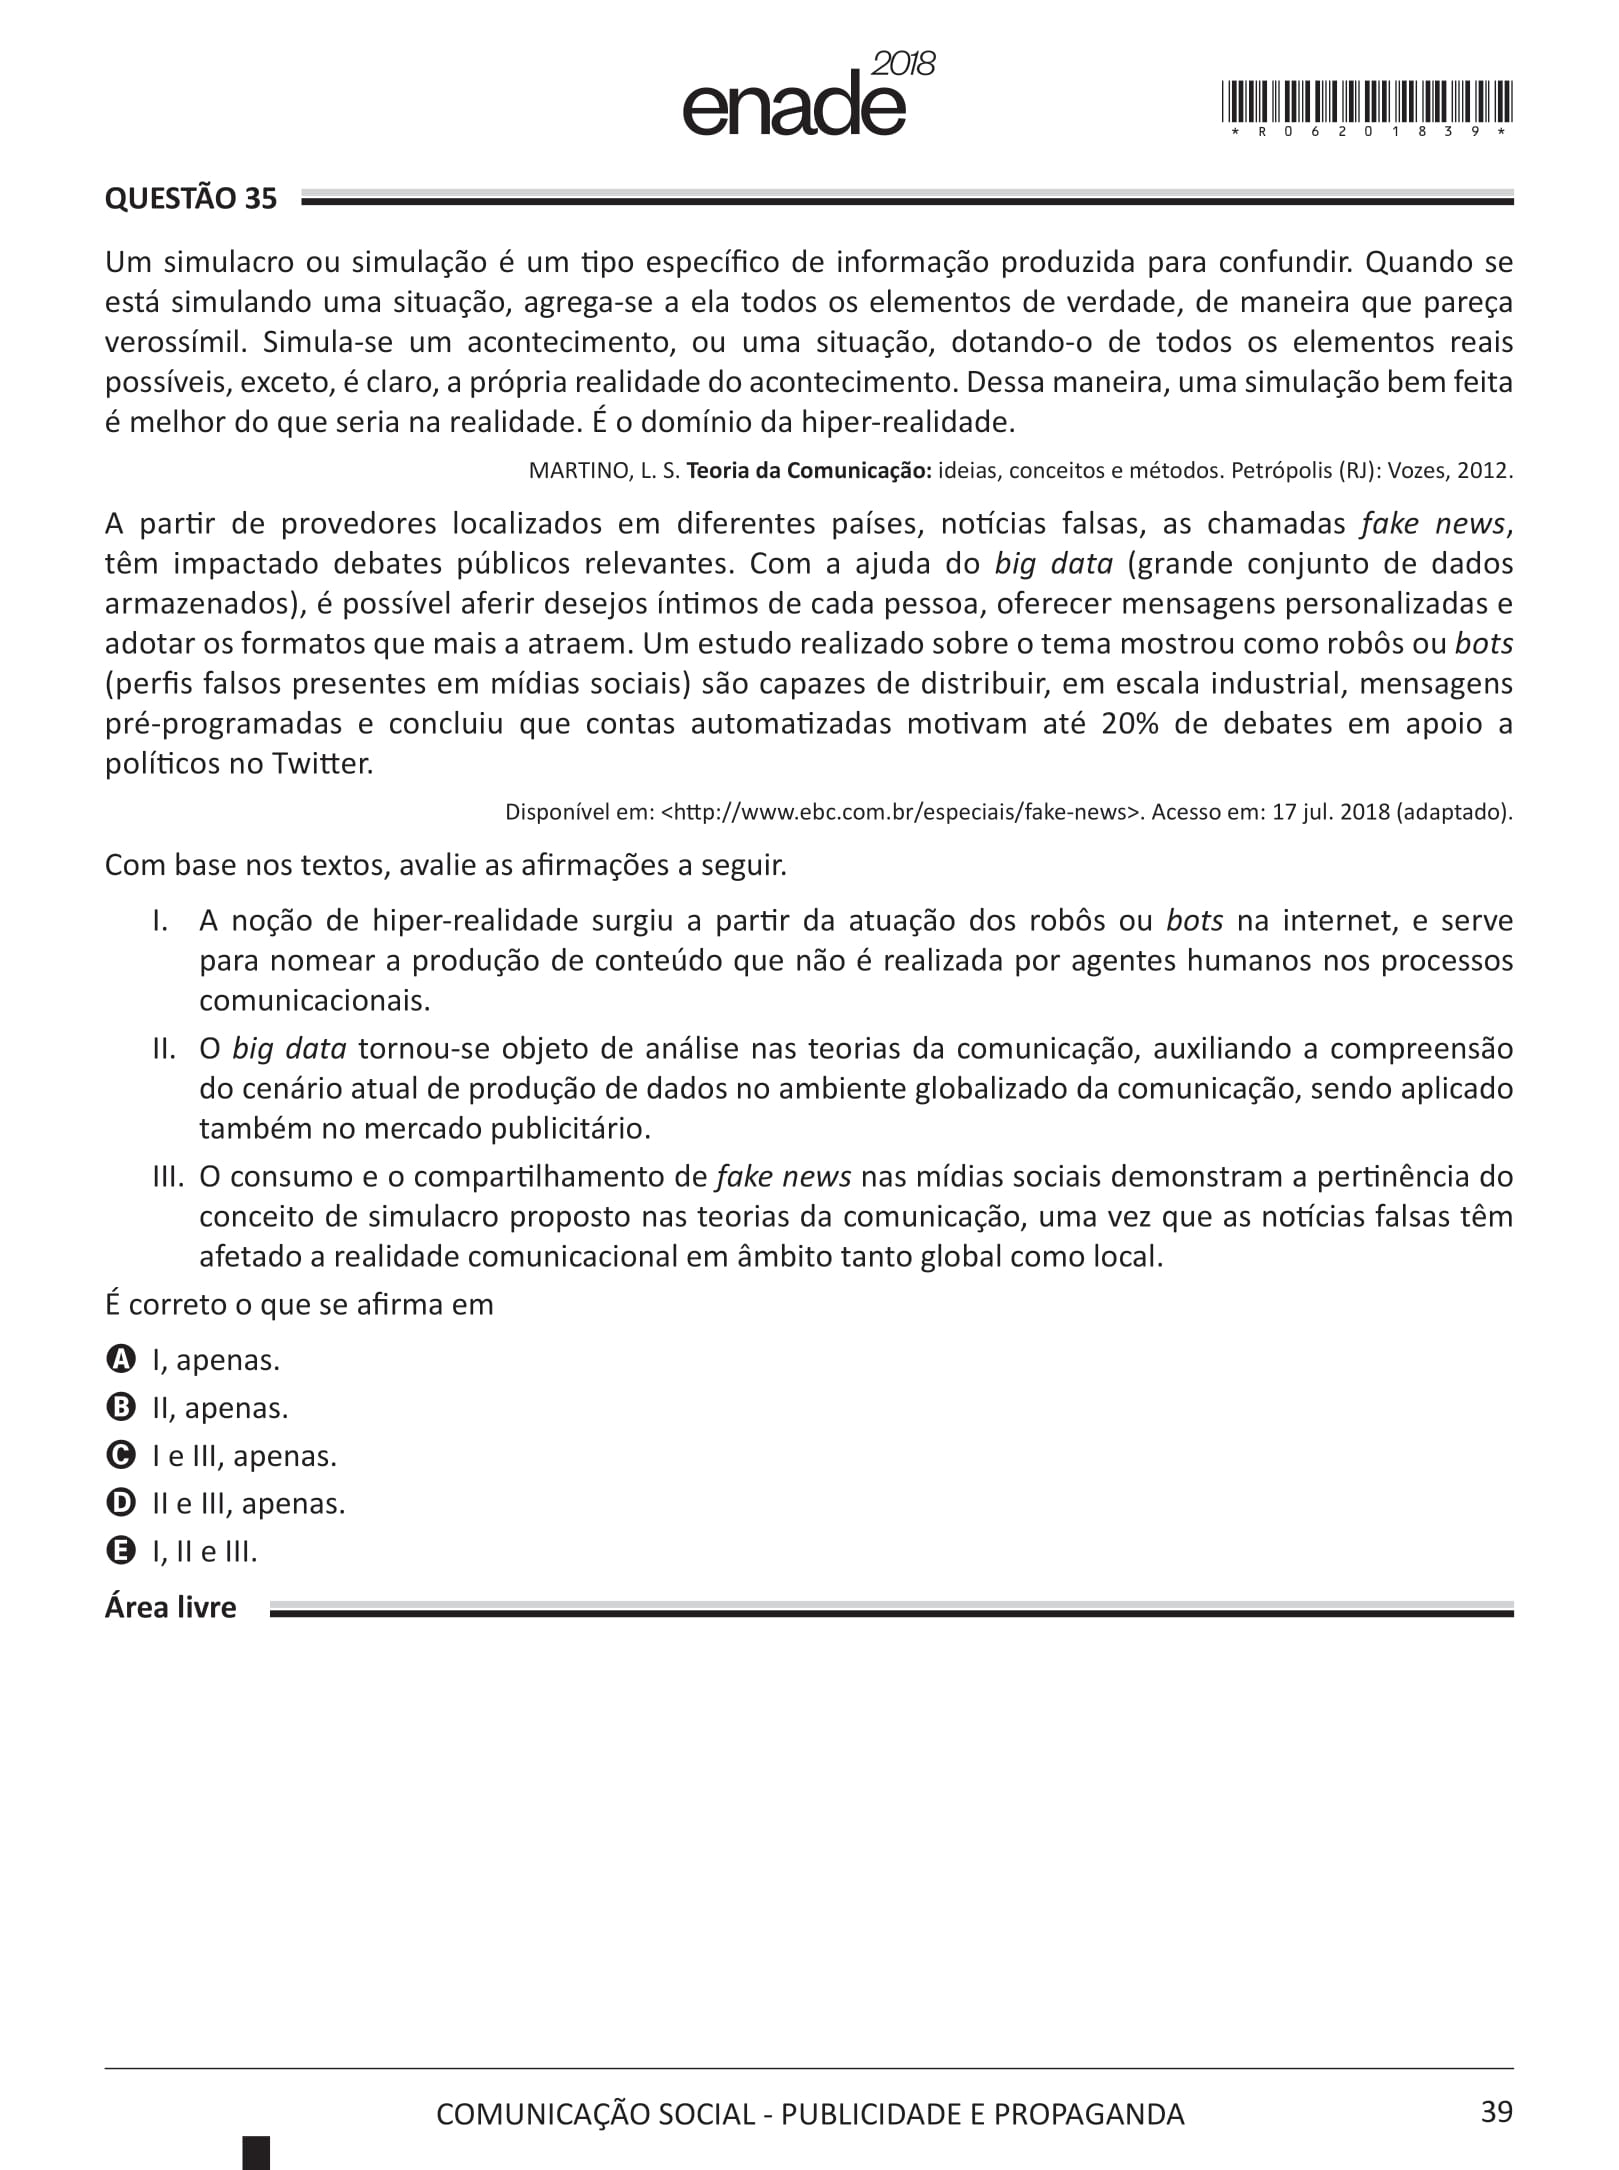 enade 2018
*R06201839*
QUESTÃO 35
Um simulacro ou simulação é um tipo específico de informação produzida para confundir. Quando se
está simulando uma situação, agrega-se a ela todos os elementos de verdade, de maneira que pareça
verossímil. Simula-se um acontecimento, ou uma situação, dotando-o de todos os elementos reais
possíveis, exceto, é claro, a própria realidade do acontecimento. Dessa maneira, uma simulação bem feita
é melhor do que seria na realidade. É o domínio da hiper-realidade.
MARTINO, L. S. Teoria da Comunicação: ideias, conceitos e métodos. Petrópolis (RJ): Vozes, 2012.
A partir de provedores localizados em diferentes países, notícias falsas, as chamadas fake news,
têm impactado debates públicos relevantes. Com a ajuda do big data (grande conjunto de dados
armazenados), é possível aferir desejos íntimos de cada pessoa, oferecer mensagens personalizadas e
adotar os formatos que mais a atraem. Um estudo realizado sobre o tema mostrou como robôs ou bots
(perfis falsos presentes em mídias sociais) são capazes de distribuir, em escala industrial, mensagens
pré-programadas e concluiu que contas automatizadas motivam até 20% de debates em apoio a
políticos no Twitter.
Disponível em: <http://www.ebc.com.br/especiais/fake-news>. Acesso em: 17 jul. 2018 (adaptado).
Com base nos textos, avalie as afirmações a seguir.
I. A noção de hiper-realidade surgiu a partir da atuação dos robôs ou bots na internet, e serve
para nomear a produção de conteúdo que não é realizada por agentes humanos nos processos
comunicacionais.
II. O big data tornou-se objeto de análise nas teorias da comunicação, auxiliando a compreensão
do cenário atual de produção de dados no ambiente globalizado da comunicação, sendo aplicado
também no mercado publicitário.
III. O consumo e o compartilhamento de fake news nas mídias sociais demonstram a pertinência do
conceito de simulacro proposto nas teorias da comunicação, uma vez que as notícias falsas têm
afetado a realidade comunicacional em âmbito tanto global como local.
É correto o que se afirma em
A I, apenas.
B II, apenas.
C I e III, apenas.
D II e III, apenas.
E I, II e III.
Área livre
COMUNICAÇÃO SOCIAL - PUBLICIDADE E PROPAGANDA
39